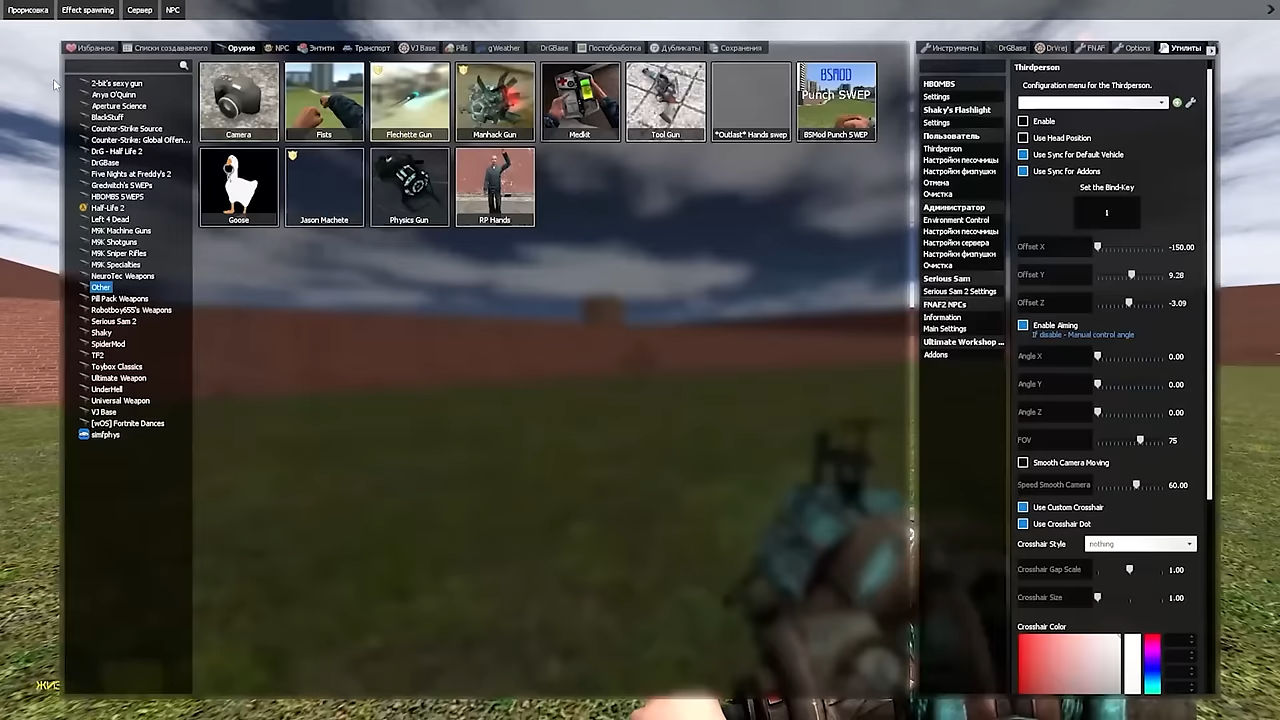 Прорисовка Effect spawning Сервер NPC
Избранное Списки создаваемого Оружие NPC Энтити Транспорт VJ Base Pills gWeather DrGBase Постобработка Дубликаты Сохранения
Инструменты DrGBase DrVrej FNAF Options Утилиты
2-bit's sexy gun
Anya O'Quinn
Aperture Science
BlackStuff
Counter-Strike Source
Counter-Strike: Global Offen...
DrG - Half Life 2
DrGBase
Five Nights at Freddy's 2
Gredwitch's SWEPs
HBOMBS SWEPS
Half-Life 2
Left 4 Dead
M9K Machine Guns
M9K Shotguns
M9K Sniper Rifles
M9K Specialties
NeuroTec Weapons
Other
Pill Pack Weapons
Robotboy655's Weapons
Serious Sam 2
Shaky
SpiderMod
TF2
Toybox Classics
Ultimate Weapon
UnderHell
Universal Weapon
VJ Base
[wOS] Fortnite Dances
simfphys
BSMOD
Punch SWEP
Camera Fists Flechette Gun Manhack Gun Medkit Tool Gun *Outlast* Hands swep BSMod Punch SWEP
Goose Jason Machete Physics Gun RP Hands
HBOMBS
Settings
Shaky's Flashlight
Settings
Пользователь
Thirdperson
Настройки песочницы
Настройки физпушки
Отмена
Очистка
Администратор
Environment Control
Настройки песочницы
Настройки сервера
Настройки физпушки
Очистка
Serious Sam
Serious Sam 2 Settings
FNAF2 NPCs
Information
Main Settings
Ultimate Workshop ...
Addons
Thirdperson
Configuration menu for the Thirdperson.
Enable
Use Head Position
Use Sync for Default Vehicle
Use Sync for Addons
Set the Bind-Key
Offset X -150.00
Offset Y 9.28
Offset Z -3.09
Enable Aiming
If disable - Manual control angle
Angle X 0.00
Angle Y 0.00
Angle Z 0.00
FOV 75
Smooth Camera Moving
Speed Smooth Camera 60.00
Use Custom Crosshair
Use Crosshair Dot
Crosshair Style nothing
Crosshair Gap Scale 1.00
Crosshair Size 1.00
Crosshair Color